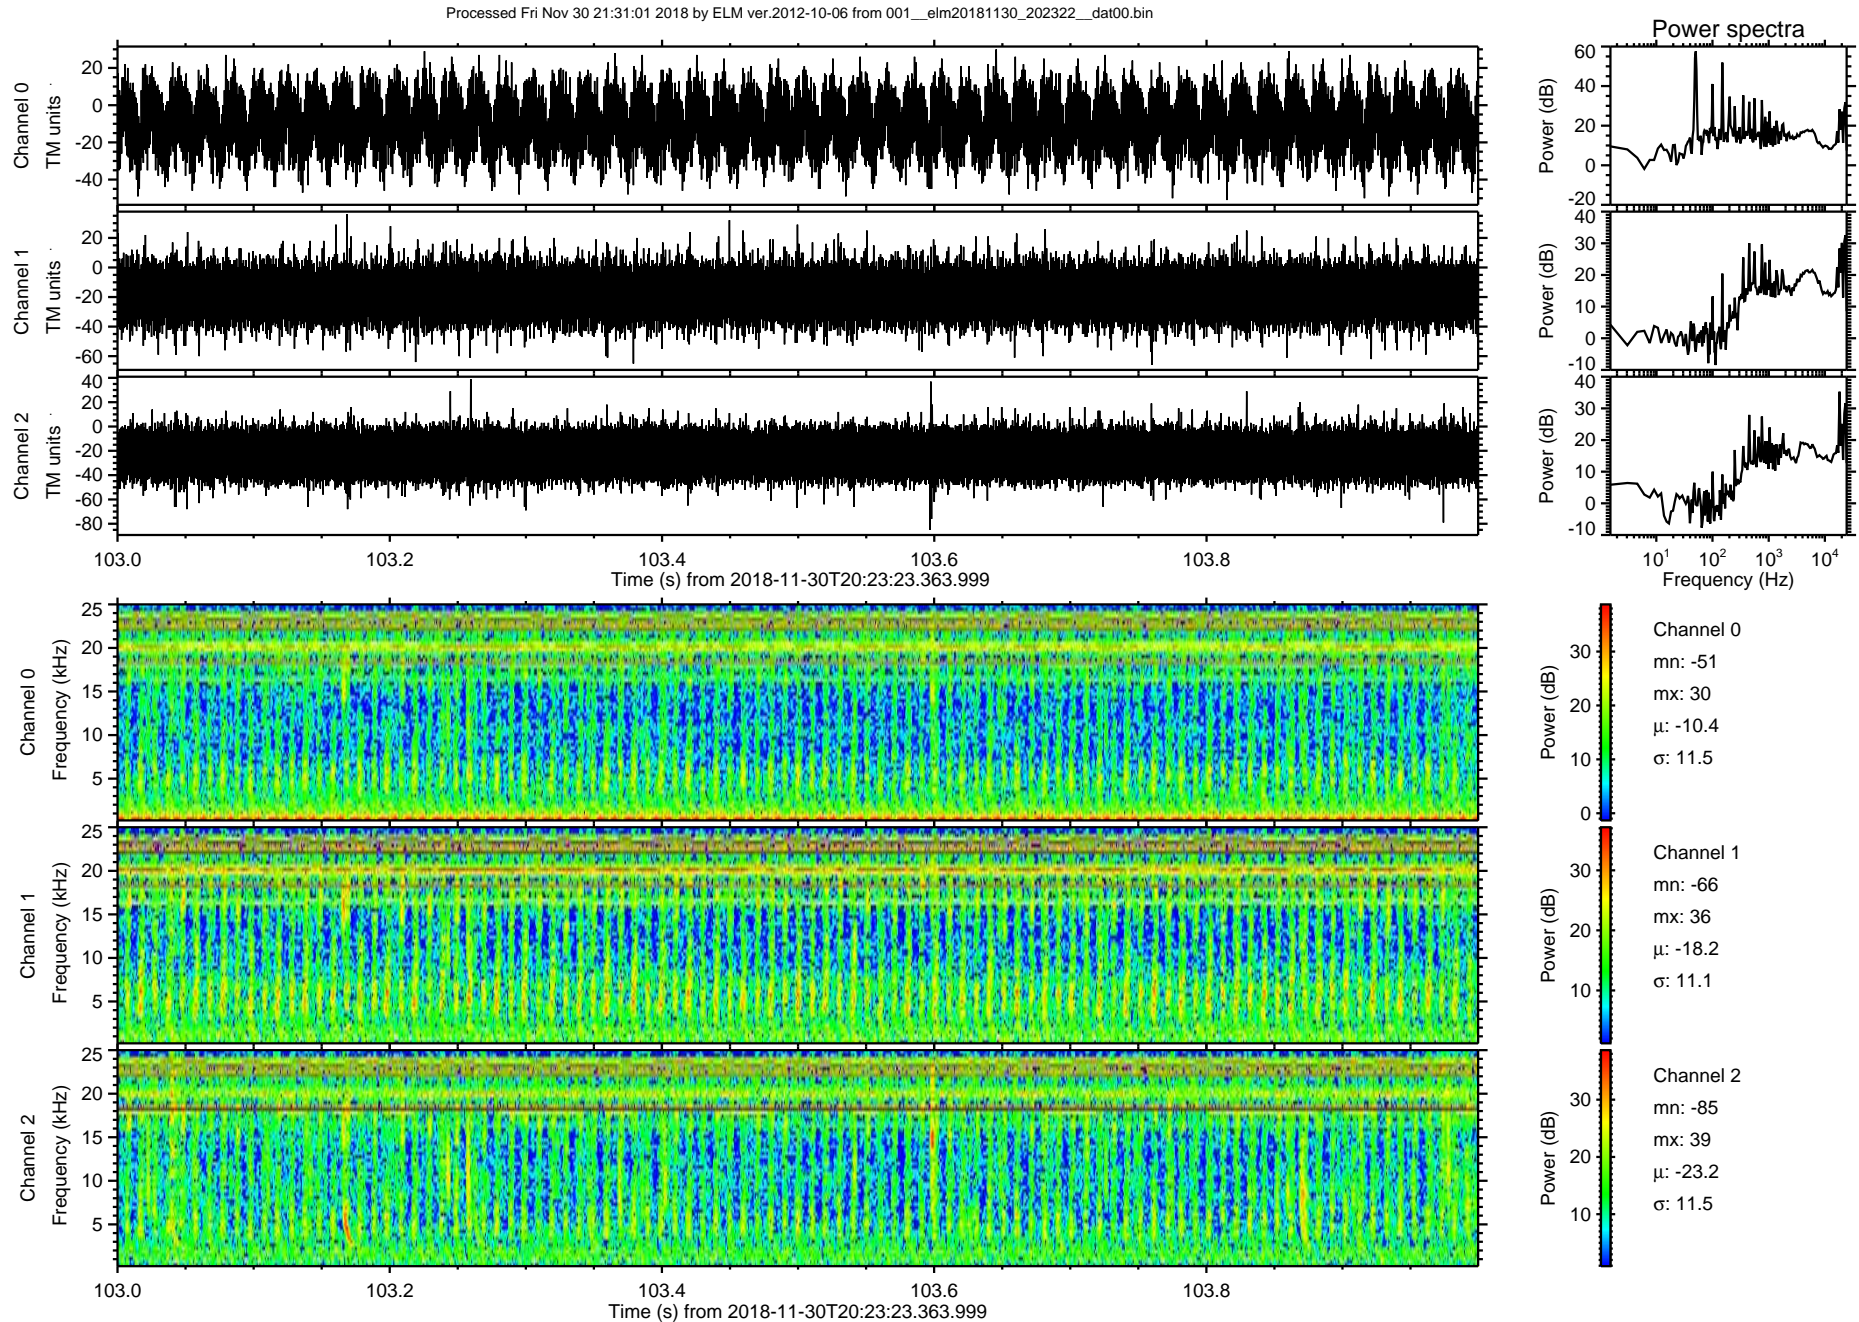 Processed Fri Nov 30 21:31:01 2018 by ELM ver.2012-10-06 from 001__elm20181130_202322__dat00.bin
Power spectra
Channel 0
TM units
20
0
-20
-40
Power (dB)
60
40
20
0
-20
Channel 1
TM units
20
0
-20
-40
-60
Power (dB)
40
30
20
10
0
-10
Channel 2
TM units
40
20
0
-20
-40
-60
-80
Power (dB)
40
30
20
10
0
-10
103.0 103.2 103.4 103.6 103.8
Time (s) from 2018-11-30T20:23:23.363.999
10¹ 10² 10³ 10⁴
Frequency (Hz)
Channel 0
Frequency (kHz)
25
20
15
10
5
Power (dB)
30
20
10
0
Channel 0
mn: -51
mx: 30
μ: -10.4
σ: 11.5
Channel 1
Frequency (kHz)
25
20
15
10
5
Power (dB)
30
20
10
Channel 1
mn: -66
mx: 36
μ: -18.2
σ: 11.1
Channel 2
Frequency (kHz)
25
20
15
10
5
Power (dB)
30
20
10
Channel 2
mn: -85
mx: 39
μ: -23.2
σ: 11.5
103.0 103.2 103.4 103.6 103.8
Time (s) from 2018-11-30T20:23:23.363.999